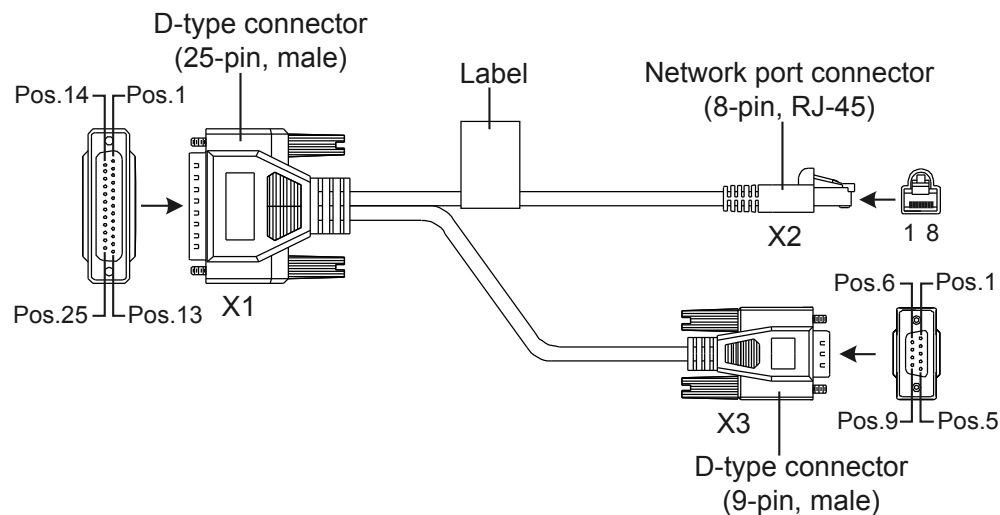 D-type connector
(25-pin, male)
Label
Network port connector
(8-pin, RJ-45)
Pos.14
Pos.1
X2
1 8
Pos.25
Pos.13
X1
Pos.6
Pos.1
X3
Pos.9
Pos.5
D-type connector
(9-pin, male)